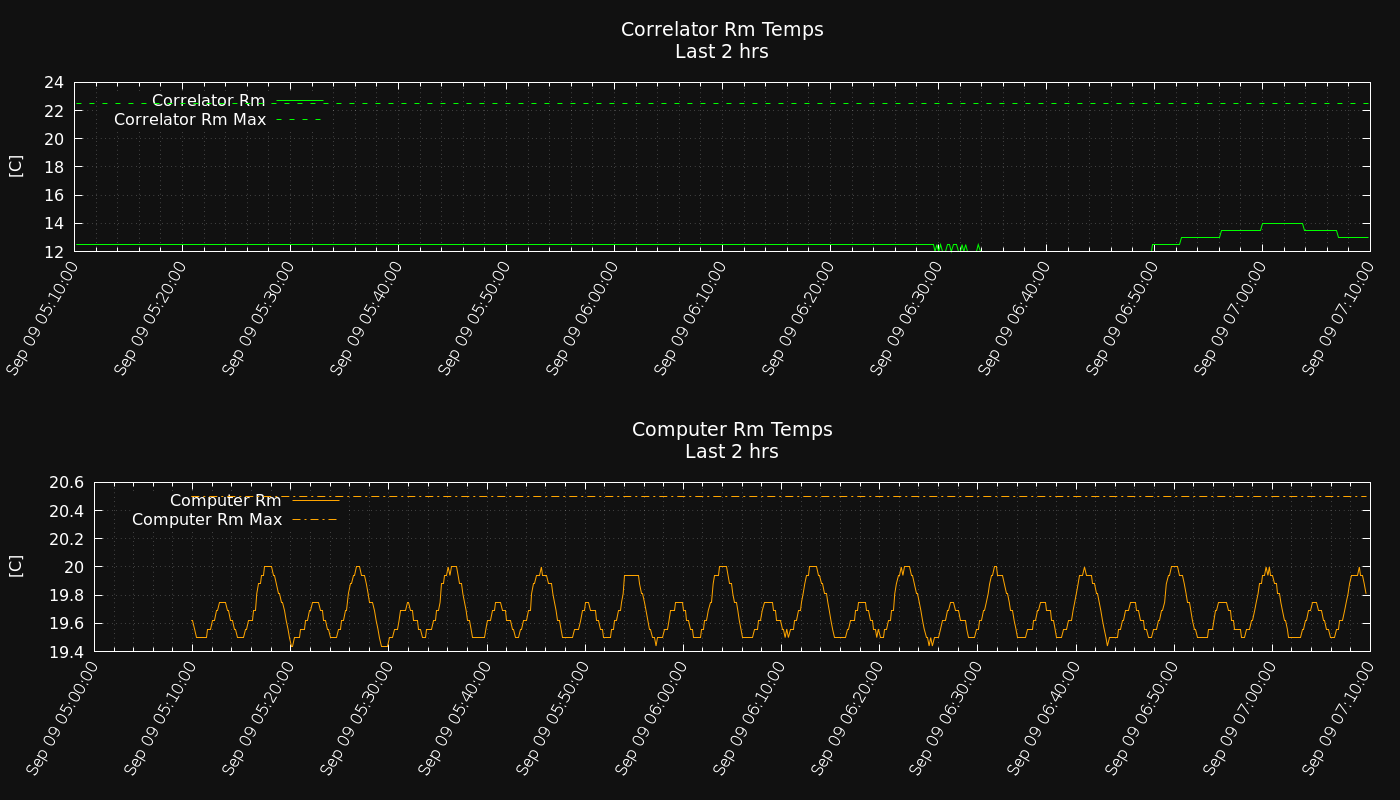 Correlator Rm Temps
Last 2 hrs
24
22
20
18
16
14
12
[C]
Correlator Rm
Correlator Rm Max
Sep 09 05:10:00
Sep 09 05:20:00
Sep 09 05:30:00
Sep 09 05:40:00
Sep 09 05:50:00
Sep 09 06:00:00
Sep 09 06:10:00
Sep 09 06:20:00
Sep 09 06:30:00
Sep 09 06:40:00
Sep 09 06:50:00
Sep 09 07:00:00
Sep 09 07:10:00
Computer Rm Temps
Last 2 hrs
20.6
20.4
20.2
20
19.8
19.6
19.4
[C]
Computer Rm
Computer Rm Max
Sep 09 05:00:00
Sep 09 05:10:00
Sep 09 05:20:00
Sep 09 05:30:00
Sep 09 05:40:00
Sep 09 05:50:00
Sep 09 06:00:00
Sep 09 06:10:00
Sep 09 06:20:00
Sep 09 06:30:00
Sep 09 06:40:00
Sep 09 06:50:00
Sep 09 07:00:00
Sep 09 07:10:00